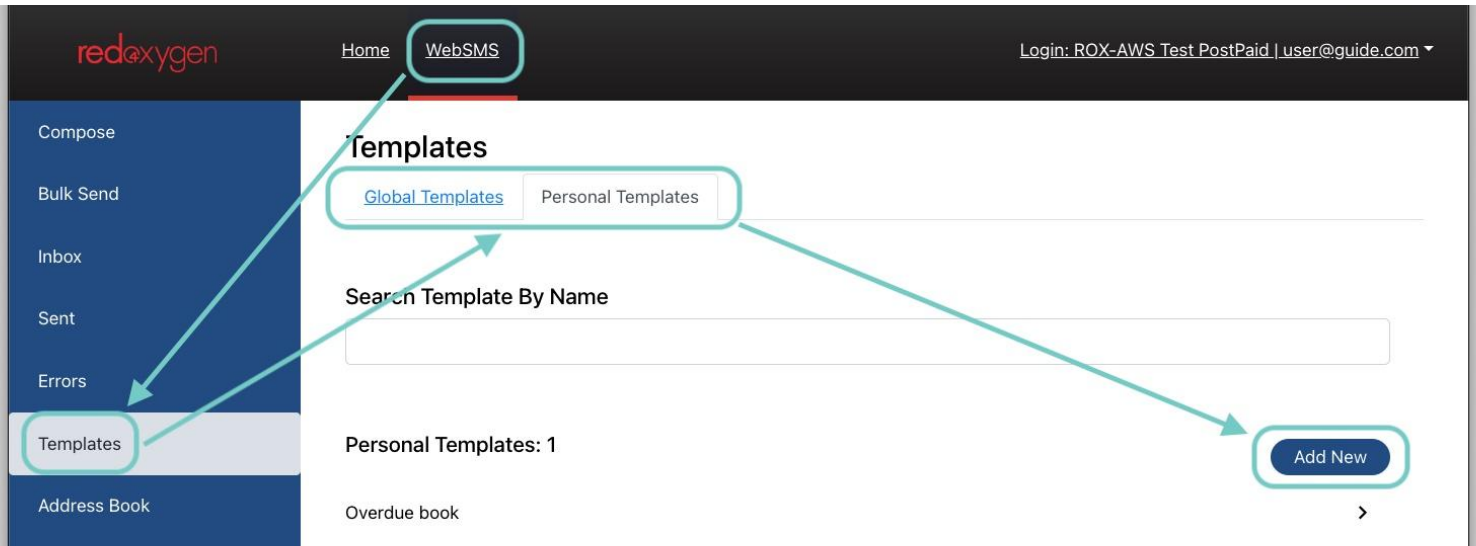 redoxygen
Home WebSMS Login: ROX-AWS Test PostPaid | user@guide.com
Compose
Bulk Send
Inbox
Sent
Errors
Templates
Address Book
Templates
Global Templates Personal Templates
Search Template By Name
Personal Templates: 1
Add New
Overdue book